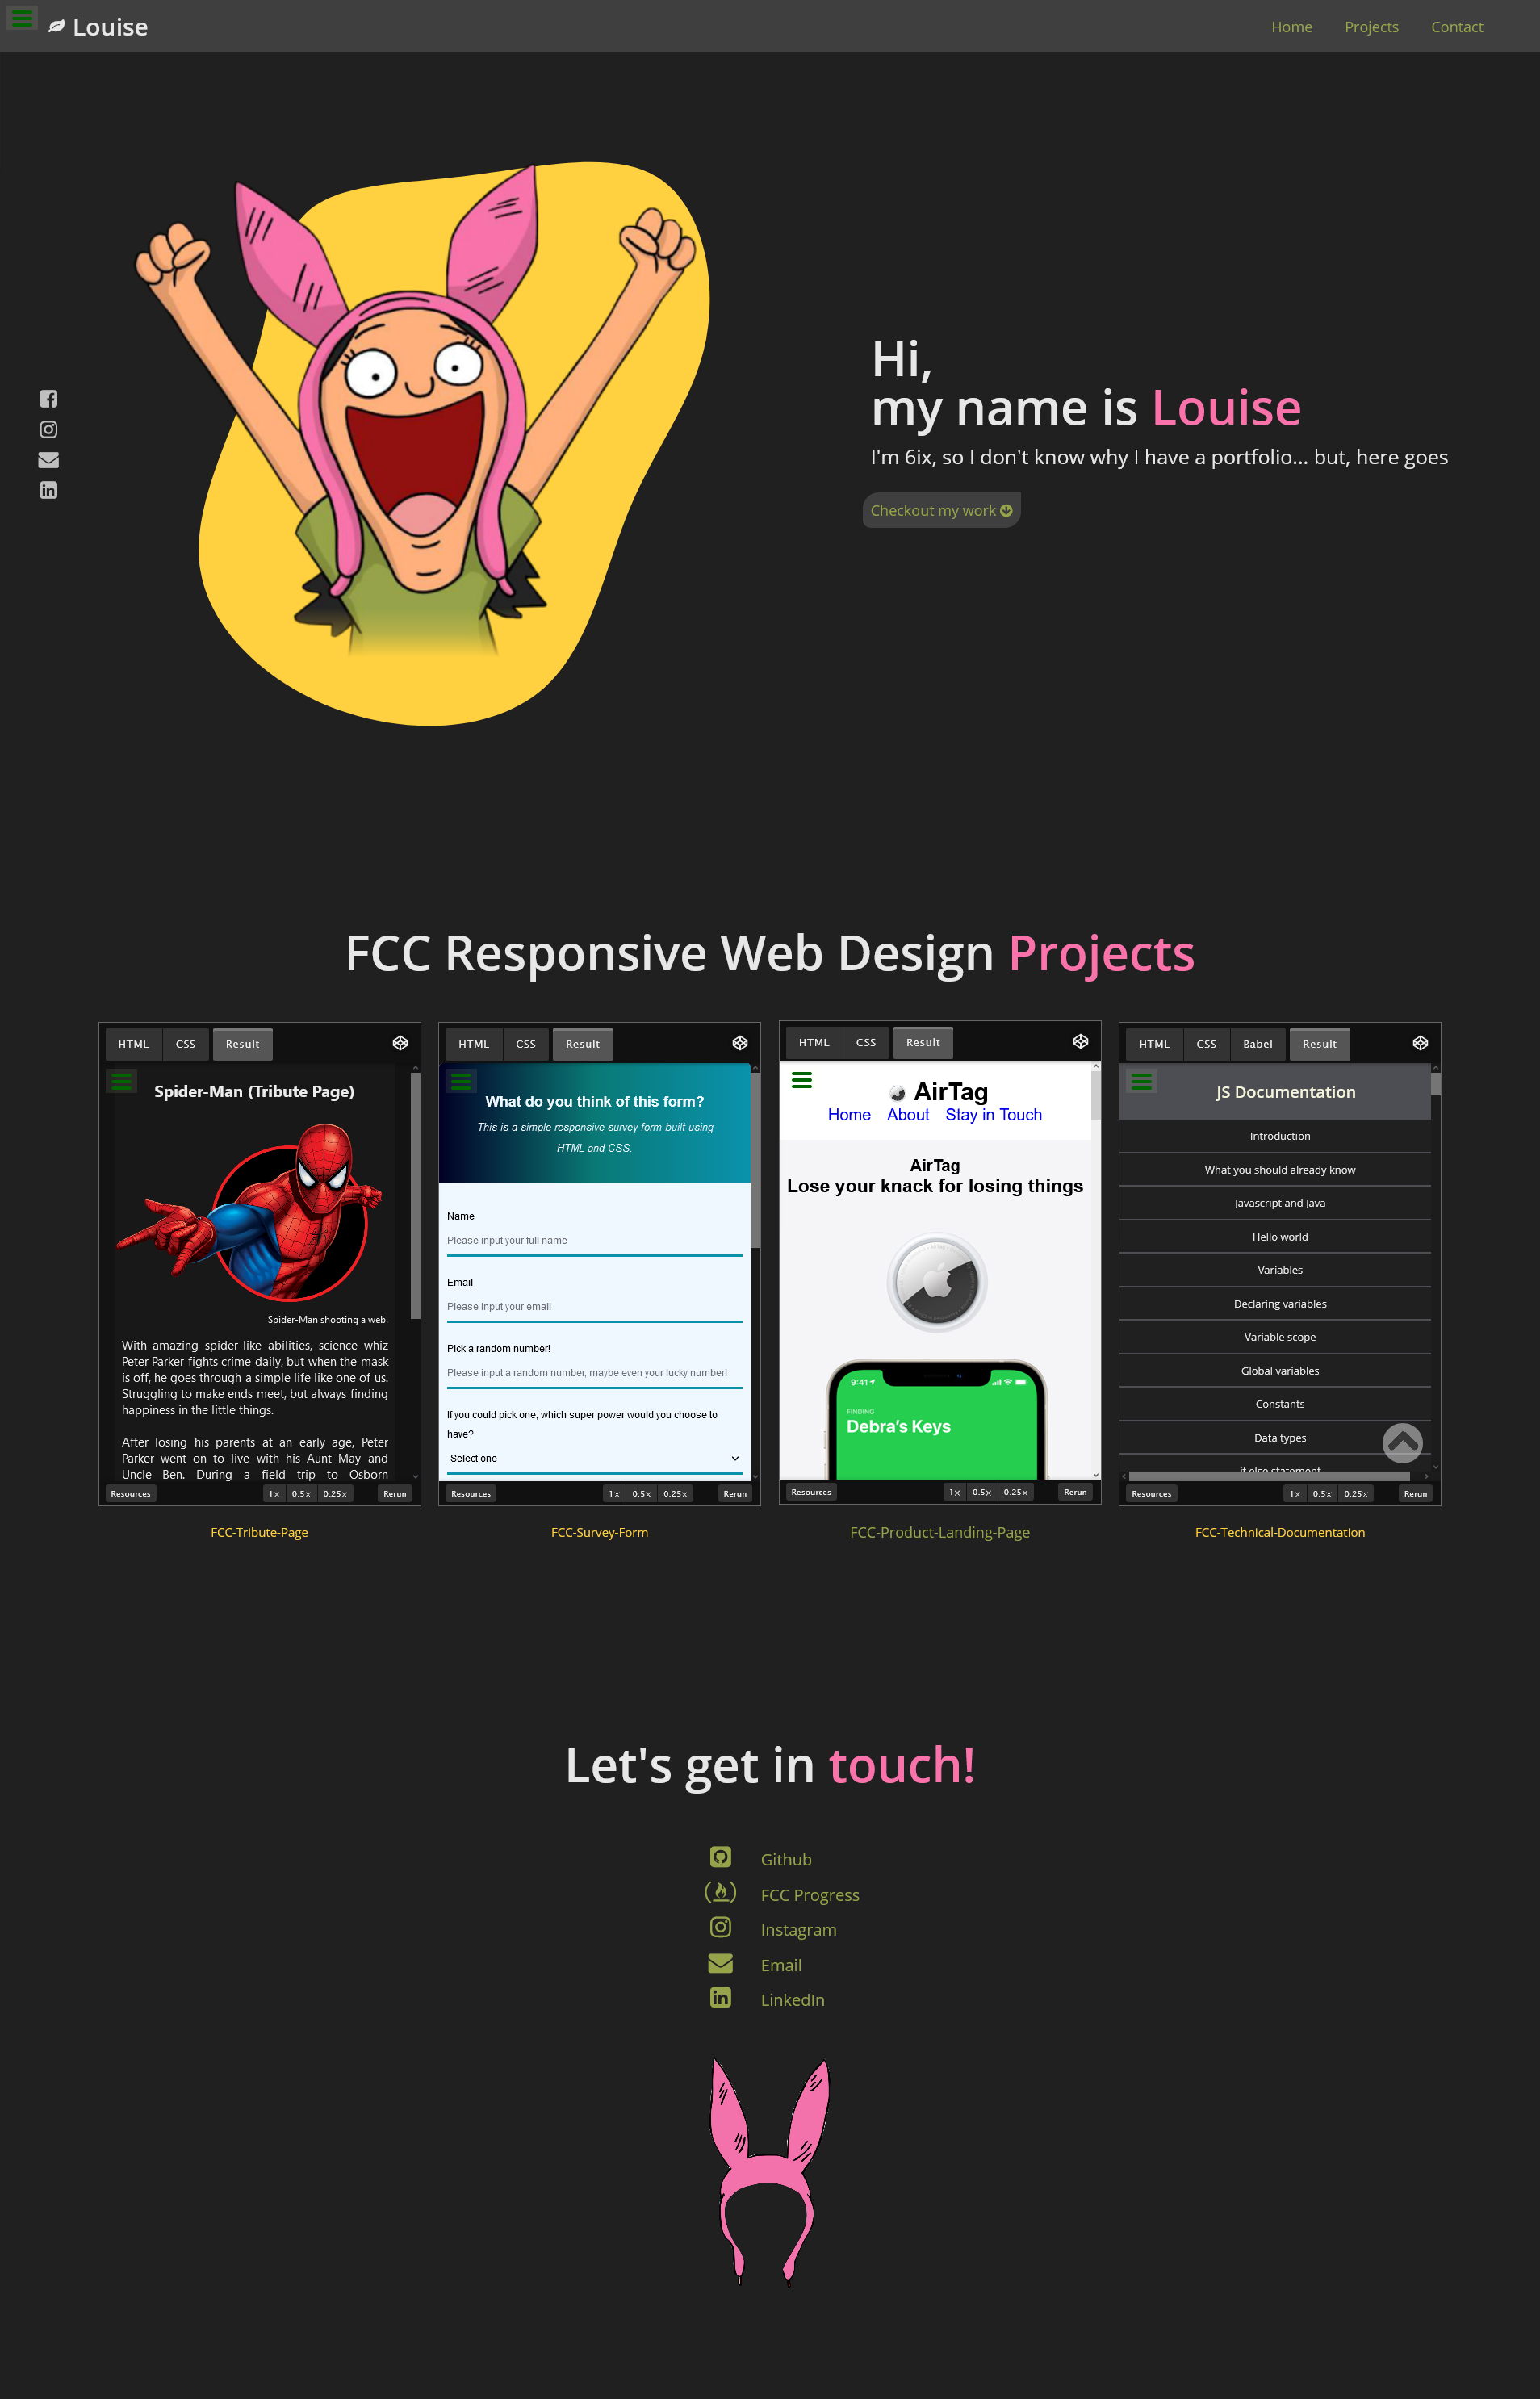 Louise
Home Projects Contact
Hi,
my name is Louise
I'm 6ix, so I don't know why I have a portfolio... but, here goes
Checkout my work
FCC Responsive Web Design Projects
HTML CSS Result
Spider-Man (Tribute Page)
Spider-Man shooting a web.
With amazing spider-like abilities, science whiz
Peter Parker fights crime daily, but when the mask
is off, he goes through a simple life like one of us.
Struggling to make ends meet, but always finding
happiness in the little things.
After losing his parents at an early age, Peter
Parker went on to live with his Aunt May and
Uncle Ben. During a field trip to Osborn
Resources 1× 0.5× 0.25× Rerun
FCC-Tribute-Page
HTML CSS Result
What do you think of this form?
This is a simple responsive survey form built using
HTML and CSS.
Name
Please input your full name
Email
Please input your email
Pick a random number!
Please input a random number, maybe even your lucky number!
If you could pick one, which super power would you choose to
have?
Select one
Resources 1× 0.5× 0.25× Rerun
FCC-Survey-Form
HTML CSS Result
AirTag
Home About Stay in Touch
AirTag
Lose your knack for losing things
9:41
FINDING
Debra's Keys
Resources 1× 0.5× 0.25× Rerun
FCC-Product-Landing-Page
HTML CSS Babel Result
JS Documentation
Introduction
What you should already know
Javascript and Java
Hello world
Variables
Declaring variables
Variable scope
Global variables
Constants
Data types
if else statement
Resources 1× 0.5× 0.25× Rerun
FCC-Technical-Documentation
Let's get in touch!
Github
FCC Progress
Instagram
Email
LinkedIn